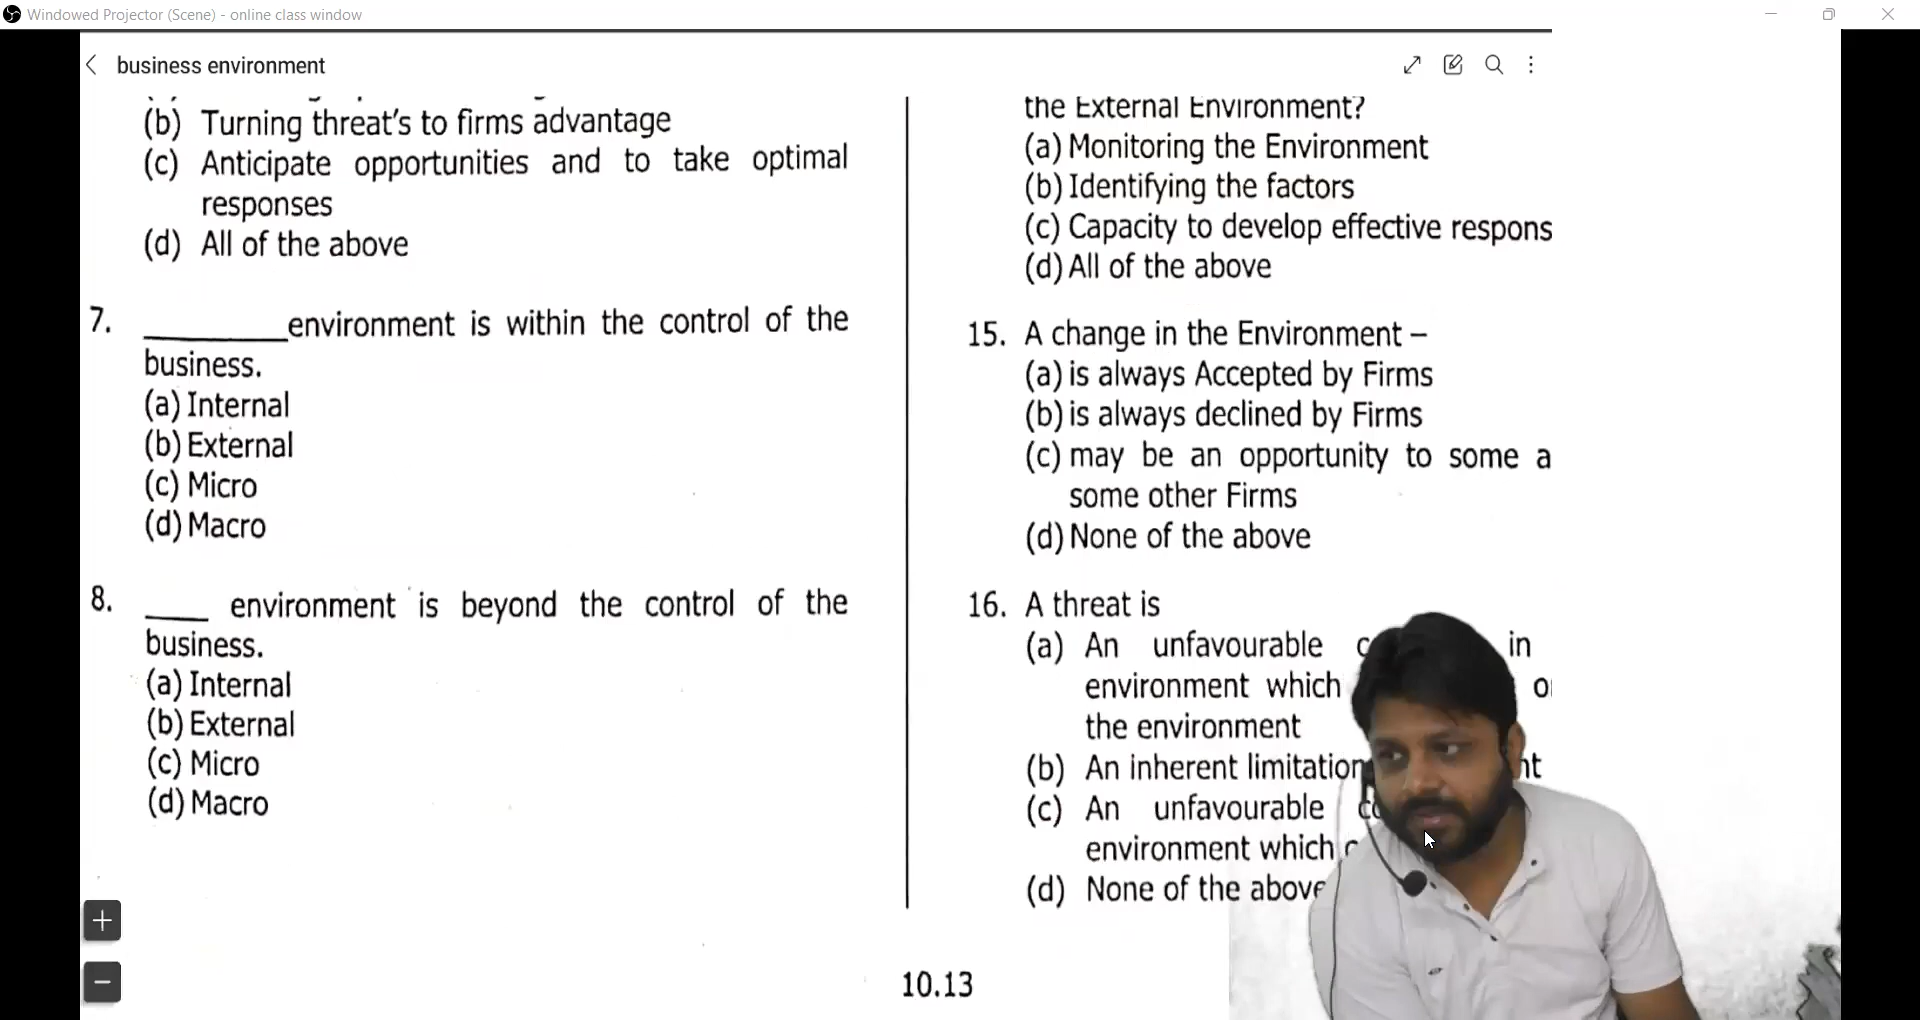 Windowed Projector (Scene) - online class window
business environment
(b) Turning threat's to firms advantage
(c) Anticipate opportunities and to take optimal
responses
(d) All of the above
7. ________environment is within the control of the
business.
(a) Internal
(b) External
(c) Micro
(d) Macro
8. ____ environment is beyond the control of the
business.
(a) Internal
(b) External
(c) Micro
(d) Macro
the External Environment?
(a) Monitoring the Environment
(b) Identifying the factors
(c) Capacity to develop effective respons
(d) All of the above
15. A change in the Environment –
(a) is always Accepted by Firms
(b) is always declined by Firms
(c) may be an opportunity to some a
some other Firms
(d) None of the above
16. A threat is
(a) An unfavourable in
environment which
the environment
(b) An inherent limitation
(c) An unfavourable
environment which
(d) None of the above
10.13